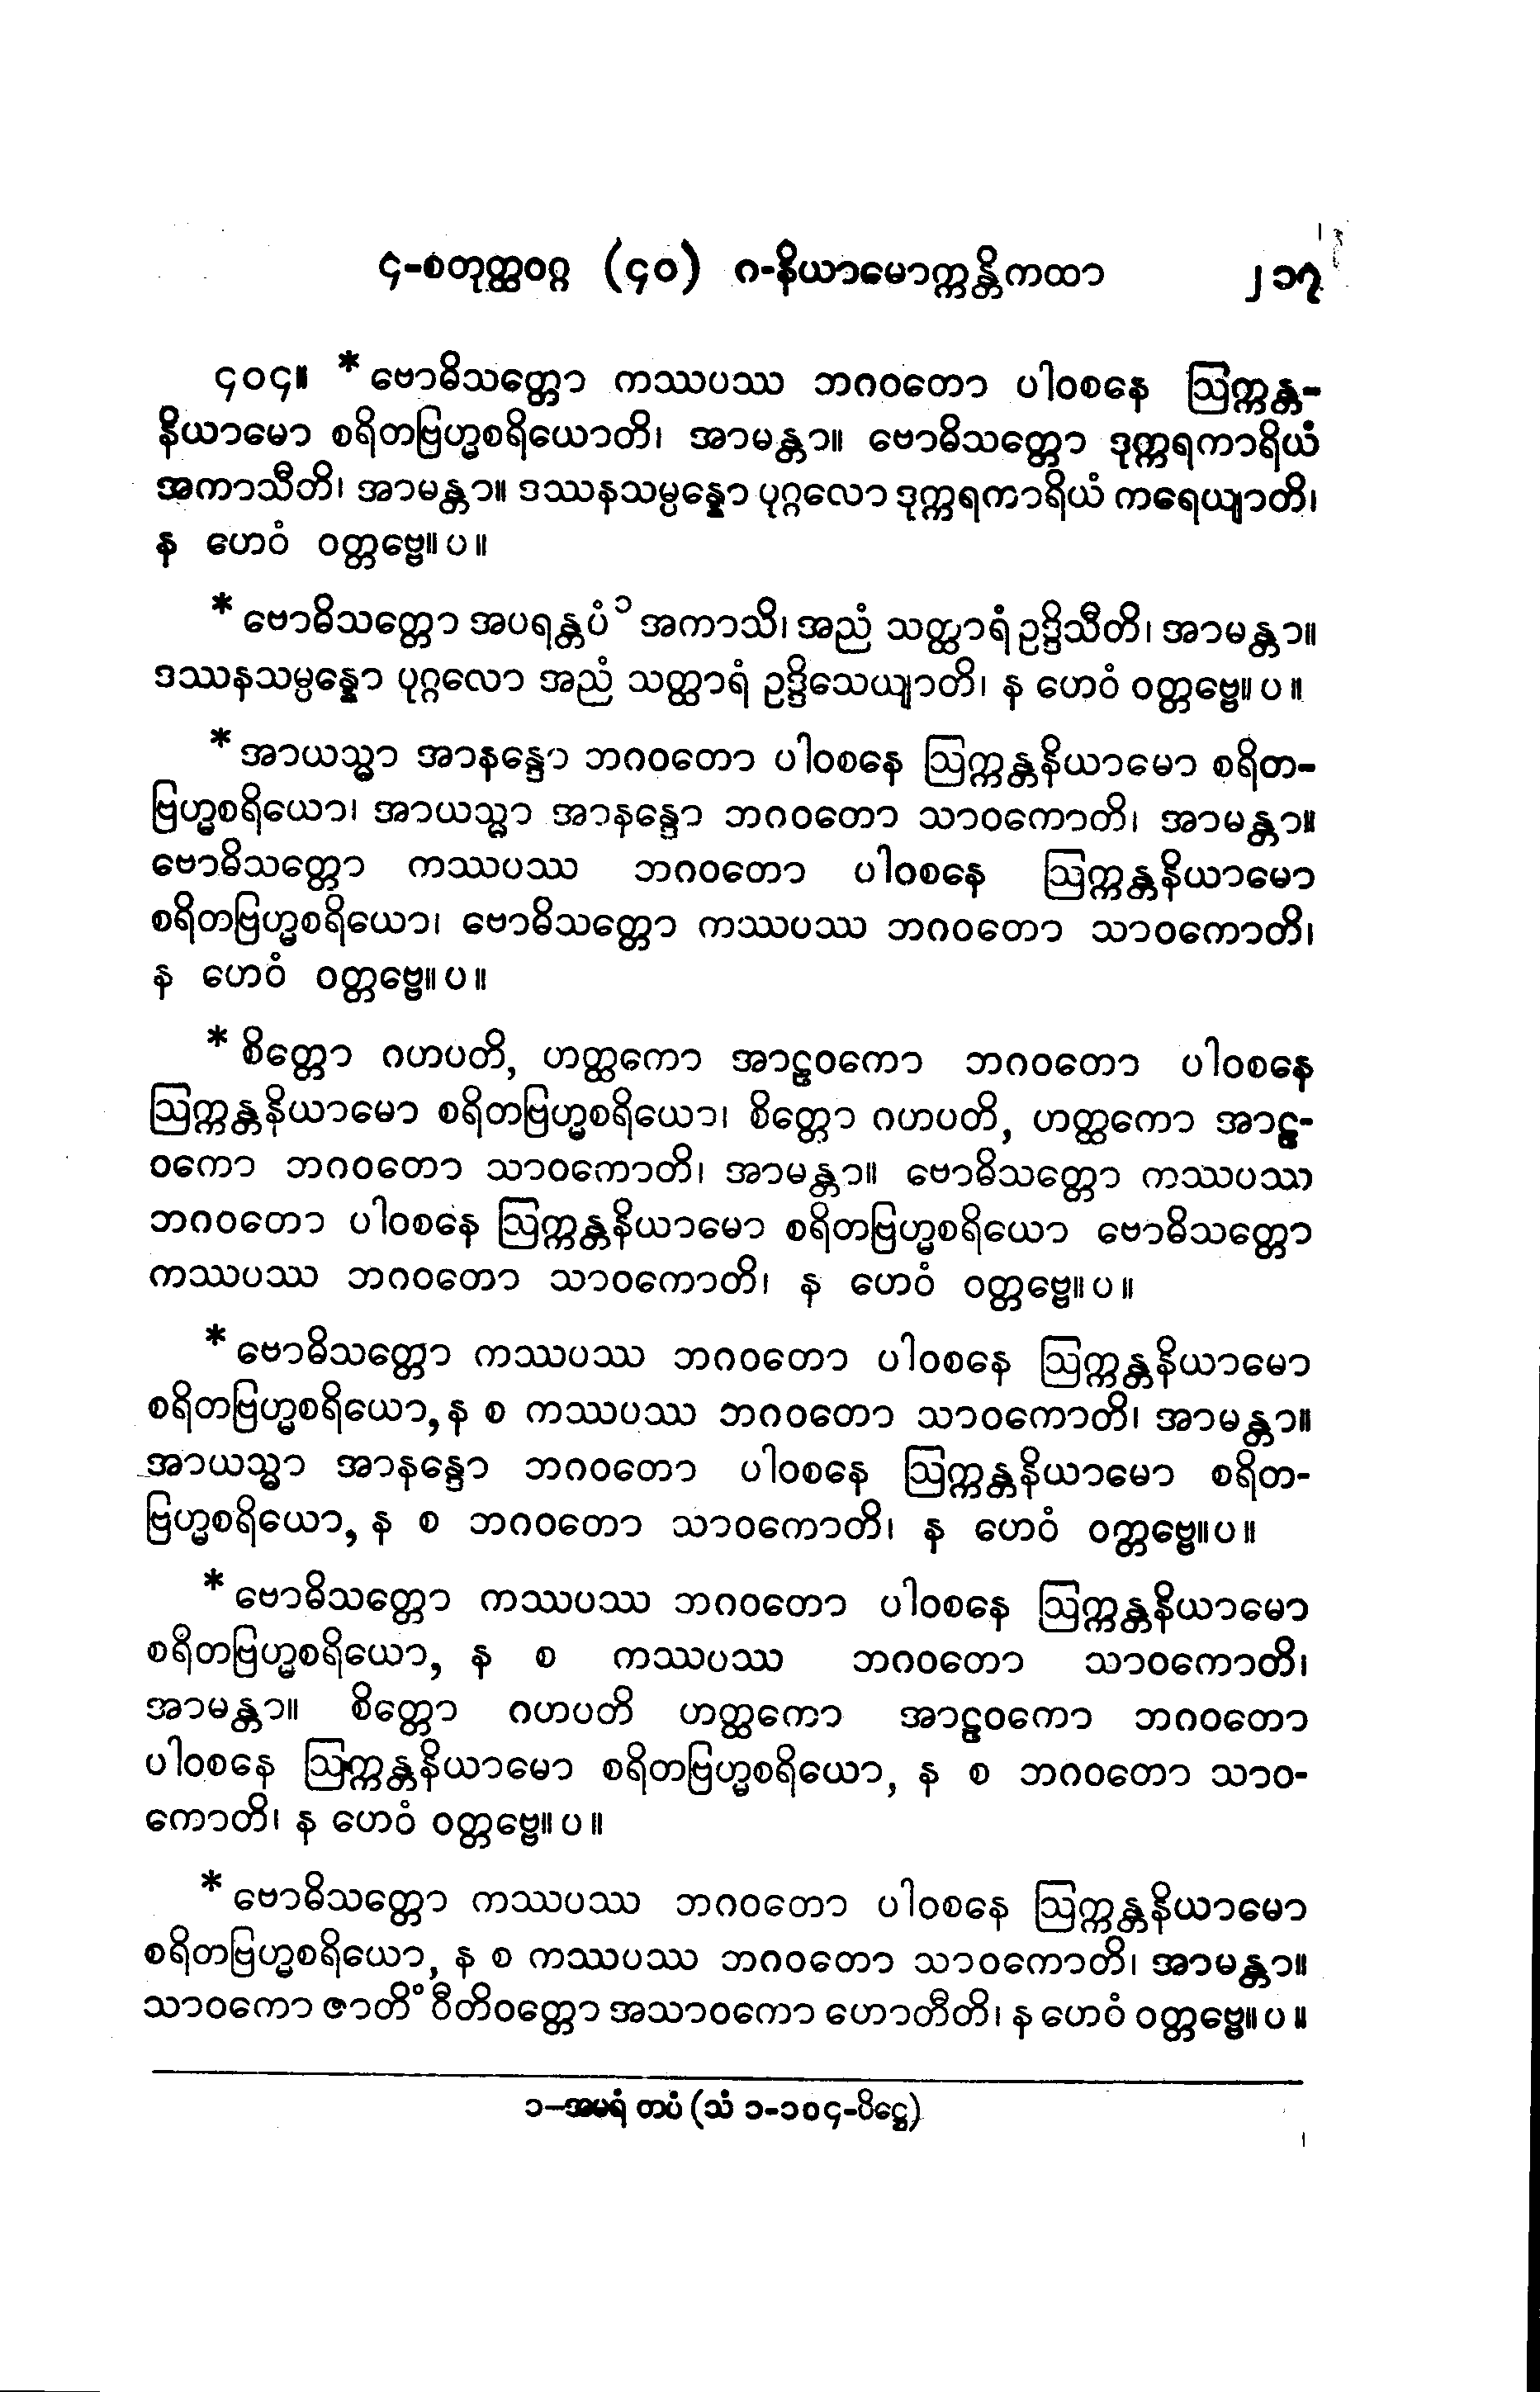 ၄-စတုတ္ထဝဂ္ဂ (၄၀) ဂ-နိယာမောက္ကန္တိကထာ ၂၁၇
၄၀၄။ *ဗောဓိသတ္တော ကဿပဿ ဘဂဝတော ပါဝစနေ ဩက္ကန္တ-
နိယာမော စရိတဗြဟ္မစရိယောတိ၊ အာမန္တာ။ ဗောဓိသတ္တော ဒုက္ကရကာရိယံ
အကာသီတိ၊ အာမန္တာ။ ဒဿနသမ္ပန္နော ပုဂ္ဂလော ဒုက္ကရကာရိယံ ကရေယျာတိ၊
န ဟေဝံ ဝတ္တဗ္ဗေ။ ပ ။
*ဗောဓိသတ္တော အပရန္တပံ ၁ အကာသိ၊ အညံ သတ္ထာရံ ဥဒ္ဒိသီတိ၊ အာမန္တာ။
ဒဿနသမ္ပန္နော ပုဂ္ဂလော အညံ သတ္ထာရံ ဥဒ္ဒိသေယျာတိ၊ န ဟေဝံ ဝတ္တဗ္ဗေ။ ပ ။
*အာယသ္မာ အာနန္ဒော ဘဂဝတော ပါဝစနေ ဩက္ကန္တနိယာမော စရိတ-
ဗြဟ္မစရိယော၊ အာယသ္မာ အာနန္ဒော ဘဂဝတော သာဝကောတိ၊ အာမန္တာ။
ဗောဓိသတ္တော ကဿပဿ ဘဂဝတော ပါဝစနေ ဩက္ကန္တနိယာမော
စရိတဗြဟ္မစရိယော၊ ဗောဓိသတ္တော ကဿပဿ ဘဂဝတော သာဝကောတိ၊
န ဟေဝံ ဝတ္တဗ္ဗေ။ ပ ။
*စိတ္တော ဂဟပတိ, ဟတ္ထကော အာဠဝကော ဘဂဝတော ပါဝစနေ
ဩက္ကန္တနိယာမော စရိတဗြဟ္မစရိယော၊ စိတ္တော ဂဟပတိ, ဟတ္ထကော အာဠ-
ဝကော ဘဂဝတော သာဝကောတိ၊ အာမန္တာ။ ဗောဓိသတ္တော ကဿပဿ
ဘဂဝတော ပါဝစနေ ဩက္ကန္တနိယာမော စရိတဗြဟ္မစရိယော ဗောဓိသတ္တော
ကဿပဿ ဘဂဝတော သာဝကောတိ၊ န ဟေဝံ ဝတ္တဗ္ဗေ။ ပ ။
*ဗောဓိသတ္တော ကဿပဿ ဘဂဝတော ပါဝစနေ ဩက္ကန္တနိယာမော
စရိတဗြဟ္မစရိယော, န စ ကဿပဿ ဘဂဝတော သာဝကောတိ၊ အာမန္တာ။
အာယသ္မာ အာနန္ဒော ဘဂဝတော ပါဝစနေ ဩက္ကန္တနိယာမော စရိတ-
ဗြဟ္မစရိယော, န စ ဘဂဝတော သာဝကောတိ၊ န ဟေဝံ ဝတ္တဗ္ဗေ။ ပ ။
*ဗောဓိသတ္တော ကဿပဿ ဘဂဝတော ပါဝစနေ ဩက္ကန္တနိယာမော
စရိတဗြဟ္မစရိယော, န စ ကဿပဿ ဘဂဝတော သာဝကောတိ၊
အာမန္တာ။ စိတ္တော ဂဟပတိ ဟတ္ထကော အာဠဝကော ဘဂဝတော
ပါဝစနေ ဩက္ကန္တနိယာမော စရိတဗြဟ္မစရိယော, န စ ဘဂဝတော သာဝ-
ကောတိ၊ န ဟေဝံ ဝတ္တဗ္ဗေ။ ပ ။
*ဗောဓိသတ္တော ကဿပဿ ဘဂဝတော ပါဝစနေ ဩက္ကန္တနိယာမော
စရိတဗြဟ္မစရိယော, န စ ကဿပဿ ဘဂဝတော သာဝကောတိ၊ အာမန္တာ။
သာဝကော ဇာတိံ ဝီတိဝတ္တော အသာဝကော ဟောတီတိ၊ န ဟေဝံ ဝတ္တဗ္ဗေ။ ပ ။
၁-အမရံ တပံ (သံ ၁-၁၀၄-ပိဋ္ဌေ)